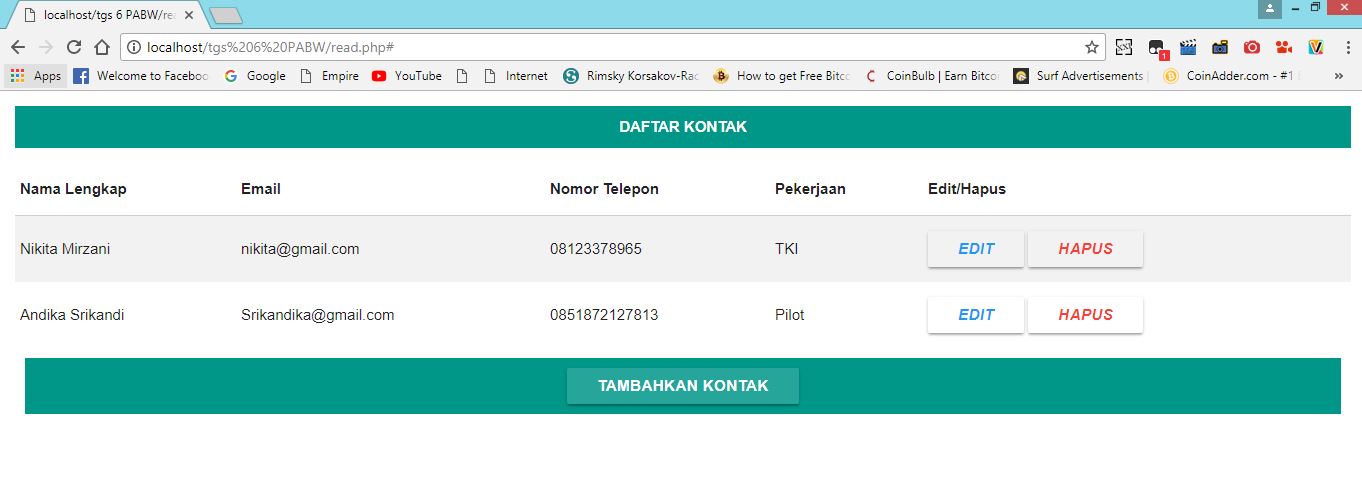 localhost/tgs 6 PABW/rea
localhost/tgs%206%20PABW/read.php#
1
Apps Welcome to Faceboo Google Empire YouTube Internet Rimsky Korsakov-Rac How to get Free Bitco CoinBulb | Earn Bitcoi Surf Advertisements | CoinAdder.com - #1 »
DAFTAR KONTAK
Nama Lengkap Email Nomor Telepon Pekerjaan Edit/Hapus
Nikita Mirzani nikita@gmail.com 08123378965 TKI EDIT HAPUS
Andika Srikandi Srikandika@gmail.com 0851872127813 Pilot EDIT HAPUS
TAMBAHKAN KONTAK